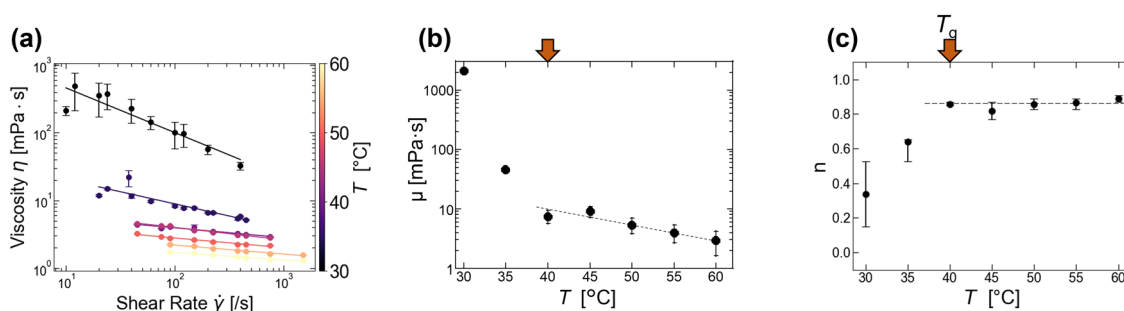 (a)
Viscosity η [mPa · s]
10³
10²
10¹
10⁰
10¹
10²
10³
Shear Rate γ̇ [/s]
60
50
40
30
T [°C]
(b)
μ [mPa·s]
1000
100
10
1
30 35 40 45 50 55 60
T [°C]
(c)
Tg
n
1.0
0.8
0.6
0.4
0.2
0.0
30 35 40 45 50 55 60
T [°C]